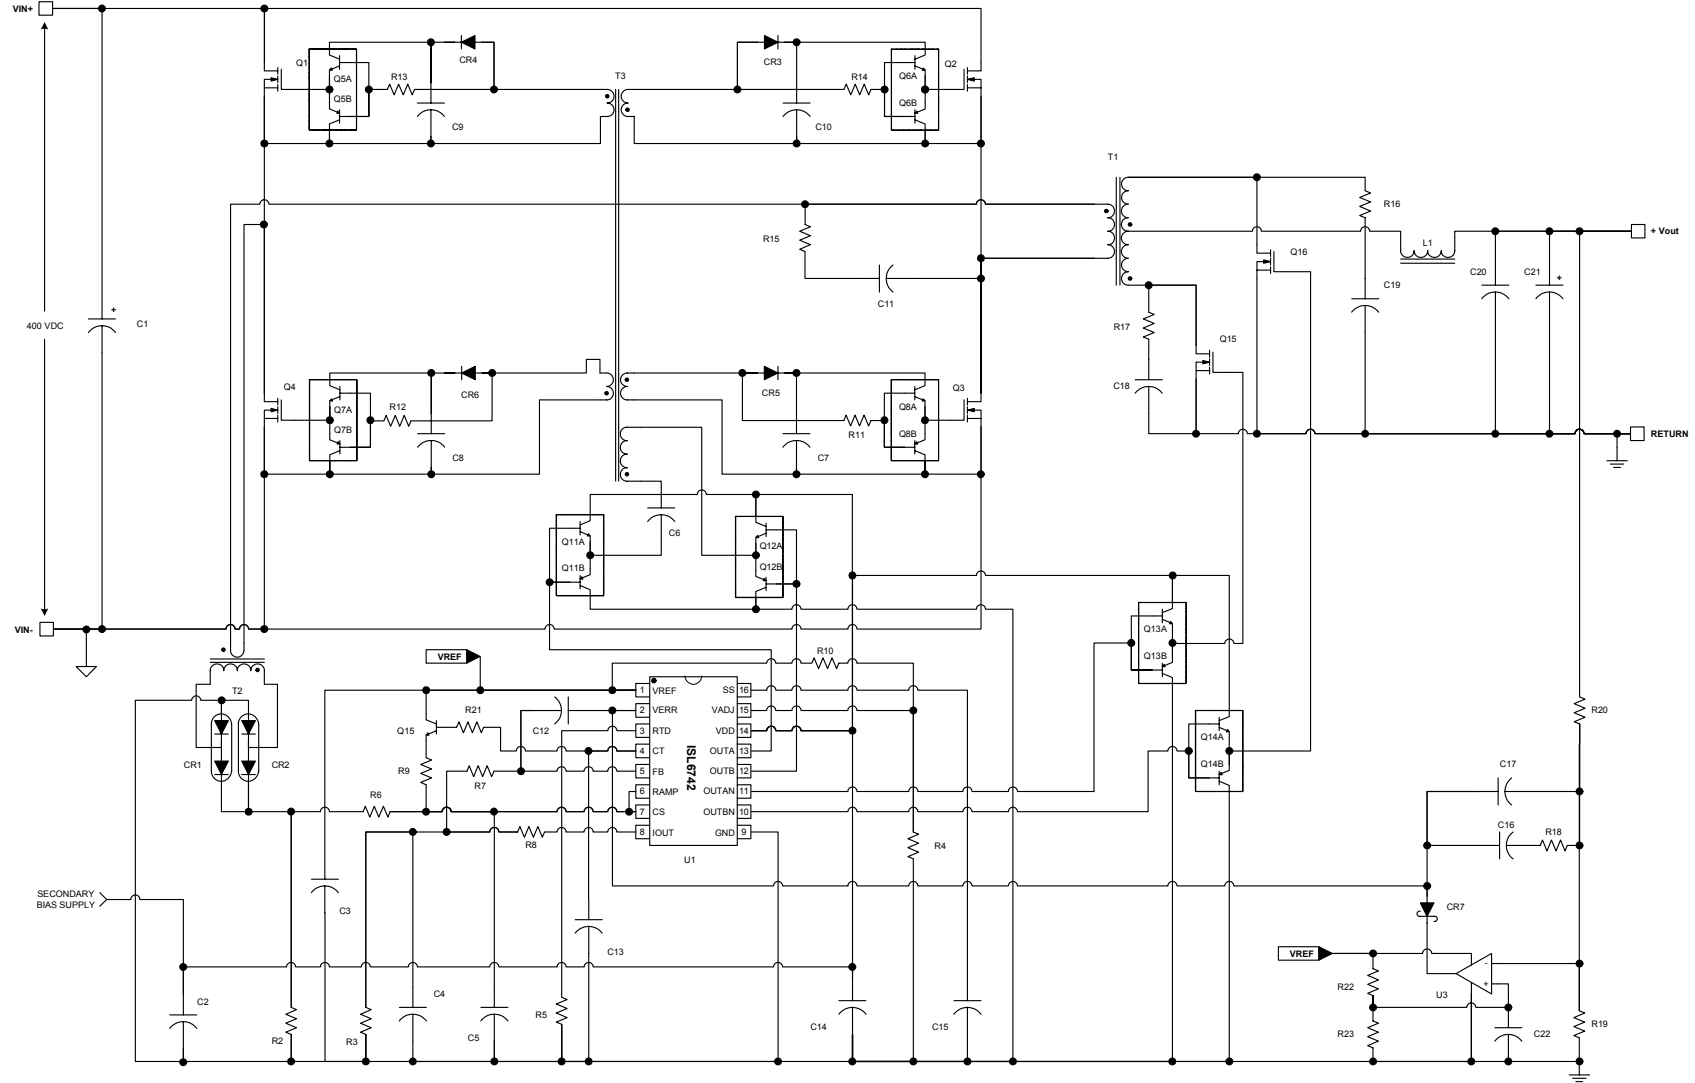 VIN+
Q1
Q5A
Q5B
R13
CR4
C9
T3
CR3
C10
R14
Q6A
Q6B
Q2
T1
R16
R15
C11
Q16
L1
+ Vout
C20
C21
+
C19
400 VDC
+
C1
R17
Q15
C18
Q4
Q7A
Q7B
R12
CR6
C8
CR5
C7
R11
Q8A
Q8B
Q3
RETURN
C6
Q11A
Q11B
Q12A
Q12B
VIN-
Q13A
Q13B
VREF
R10
T2
CR1
CR2
Q15
R21
R9
R7
C12
R6
R8
1 VREF
2 VERR
3 RTD
4 CT
5 FB
6 RAMP
7 CS
8 IOUT
ISL6742
SS 16
VADJ 15
VDD 14
OUTA 13
OUTB 12
OUTAN 11
OUTBN 10
GND 9
U1
Q14A
Q14B
R20
C17
C16
R18
R4
SECONDARY
BIAS SUPPLY
C3
C13
CR7
VREF
-
+
U3
R22
R23
C22
R19
C2
R2
R3
C4
C5
R5
C14
C15